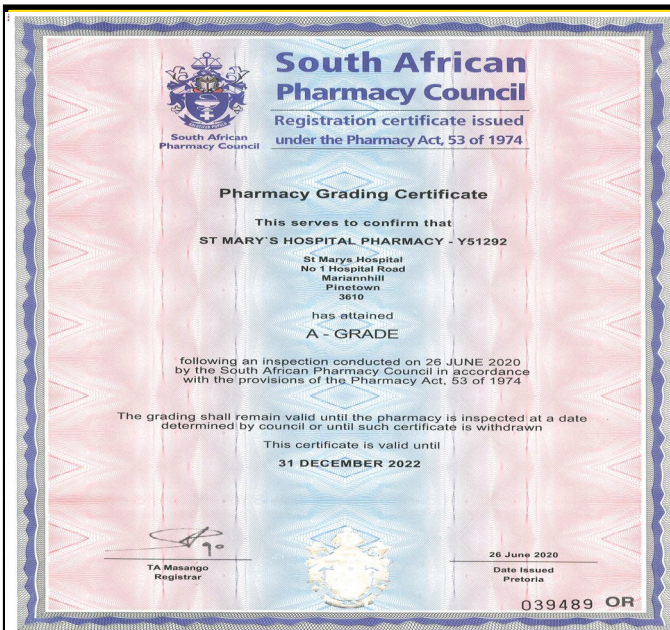 South African
Pharmacy Council
Registration certificate issued
under the Pharmacy Act, 53 of 1974
South African
Pharmacy Council
Pharmacy Grading Certificate
This serves to confirm that
ST MARY`S HOSPITAL PHARMACY - Y51292
St Marys Hospital
No 1 Hospital Road
Mariannhill
Pinetown
3610
has attained
A - GRADE
following an inspection conducted on 26 JUNE 2020
by the South African Pharmacy Council in accordance
with the provisions of the Pharmacy Act, 53 of 1974
The grading shall remain valid until the pharmacy is inspected at a date
determined by council or until such certificate is withdrawn
This certificate is valid until
31 DECEMBER 2022
TA Masango
Registrar
26 June 2020
Date Issued
Pretoria
039489 OR